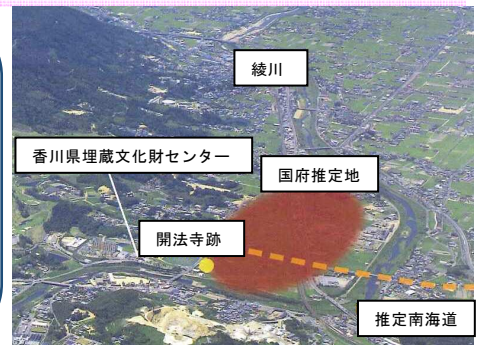 綾川
香川県埋蔵文化財センター
国府推定地
開法寺跡
推定南海道